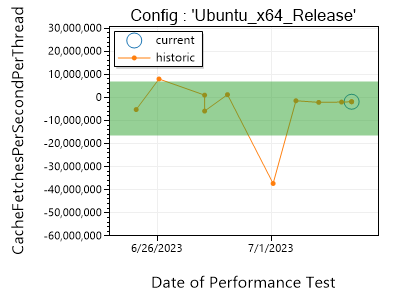 Config : 'Ubuntu_x64_Release'
CacheFetchesPerSecondPerThread
30,000,000
20,000,000
10,000,000
0
-10,000,000
-20,000,000
-30,000,000
-40,000,000
-50,000,000
-60,000,000
current
historic
6/26/2023
7/1/2023
Date of Performance Test